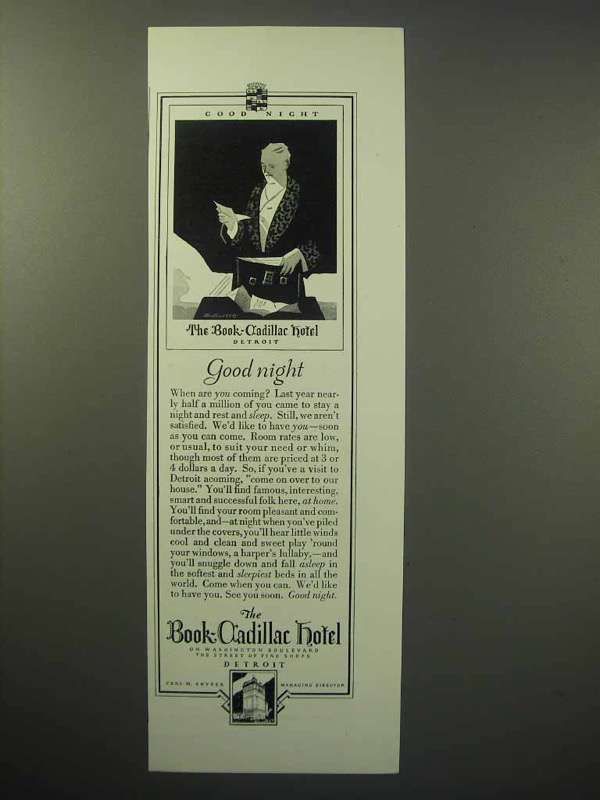 GOOD NIGHT
The Book-Cadillac Hotel
DETROIT
Good night
When are you coming? Last year near-
ly half a million of you came to stay a
night and rest and sleep. Still, we aren't
satisfied. We'd like to have you—soon
as you can come. Room rates are low,
or usual, to suit your need or whim,
though most of them are priced at 3 or
4 dollars a day. So, if you've a visit to
Detroit acoming, "come on over to our
house." You'll find famous, interesting,
smart and successful folk here, at home.
You'll find your room pleasant and com-
fortable, and—at night when you've piled
under the covers, you'll hear little winds
cool and clean and sweet play 'round
your windows, a harper's lullaby,—and
you'll snuggle down and fall asleep in
the softest and sleepiest beds in all the
world. Come when you can. We'd like
to have you. See you soon. Good night.
The
Book-Cadillac Hotel
ON WASHINGTON BOULEVARD
THE STREET OF FINE SHOPS
DETROIT
CARL M. SNYDER MANAGING DIRECTOR